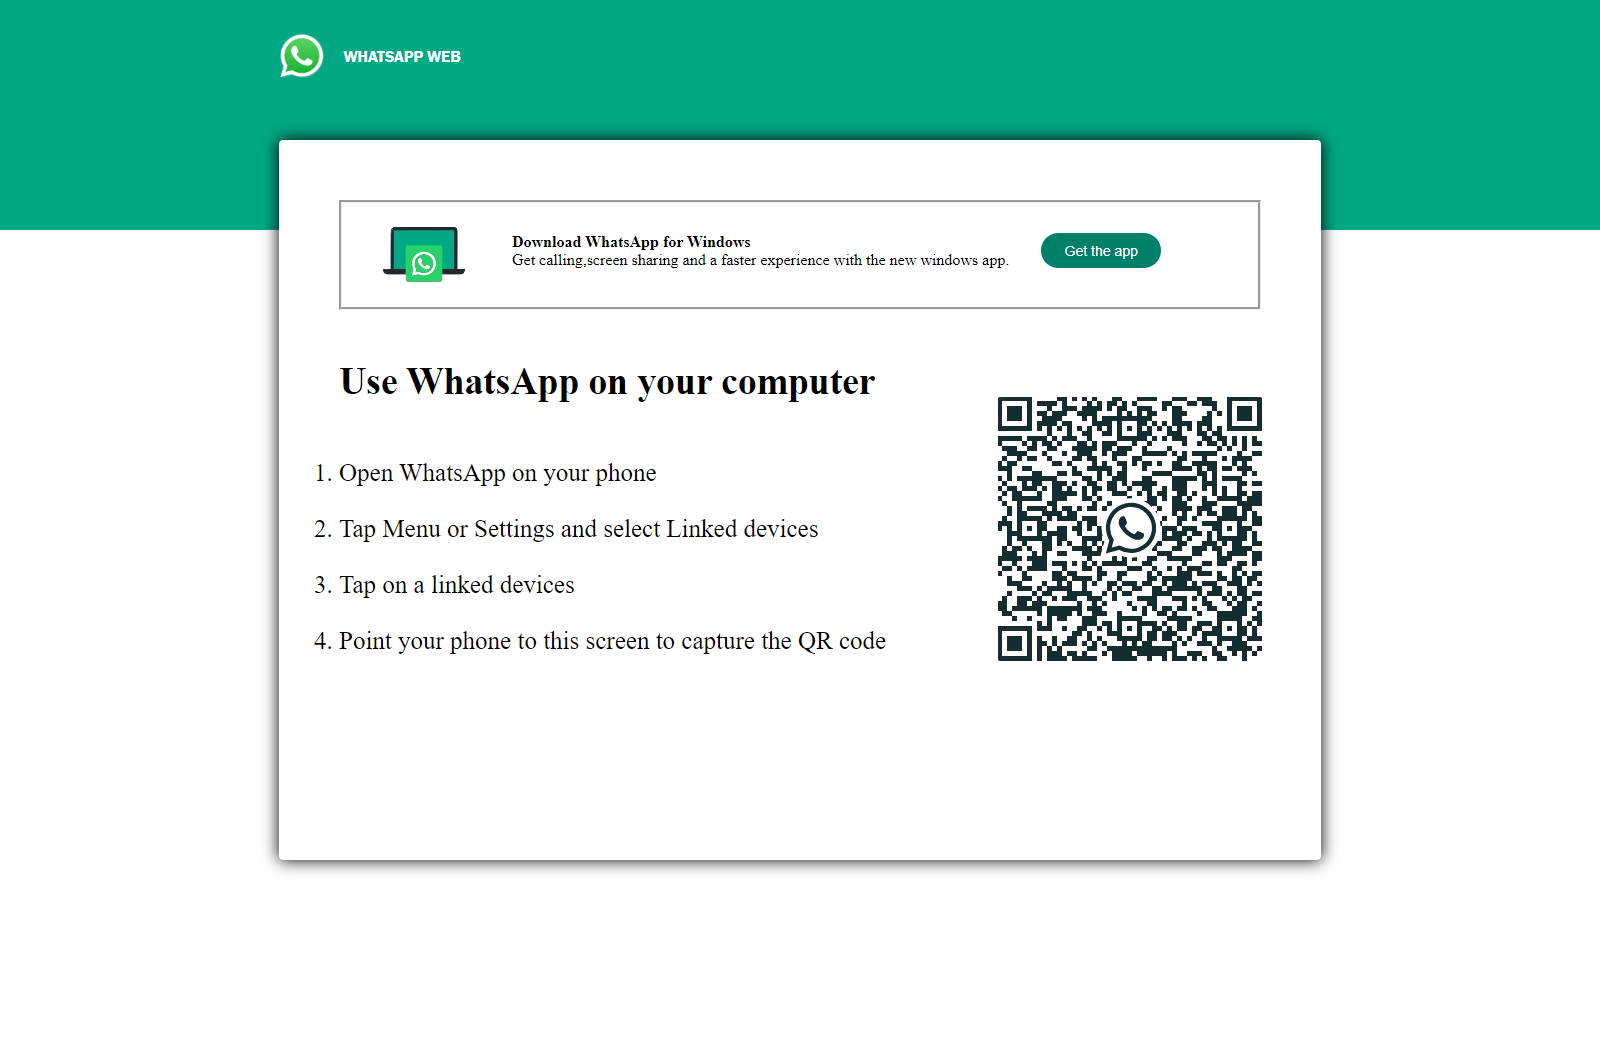 WHATSAPP WEB
Download WhatsApp for Windows
Get calling,screen sharing and a faster experience with the new windows app.
Get the app
Use WhatsApp on your computer
1. Open WhatsApp on your phone
2. Tap Menu or Settings and select Linked devices
3. Tap on a linked devices
4. Point your phone to this screen to capture the QR code